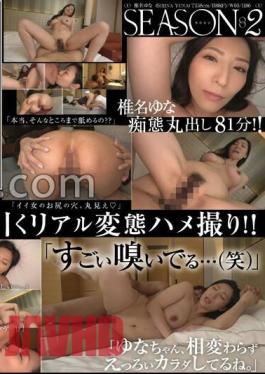 SEASON 2
「本当、そんなとこまで舐めるの??」
椎名ゆな
痴態丸出し81分!!
「イイ女のお尻の穴、丸見え♡」
くリアル変態ハメ撮り!!
「すごい嗅いでる…(笑)」
「ゆなちゃん、相変わらず
えっろいカラダしてるね。」